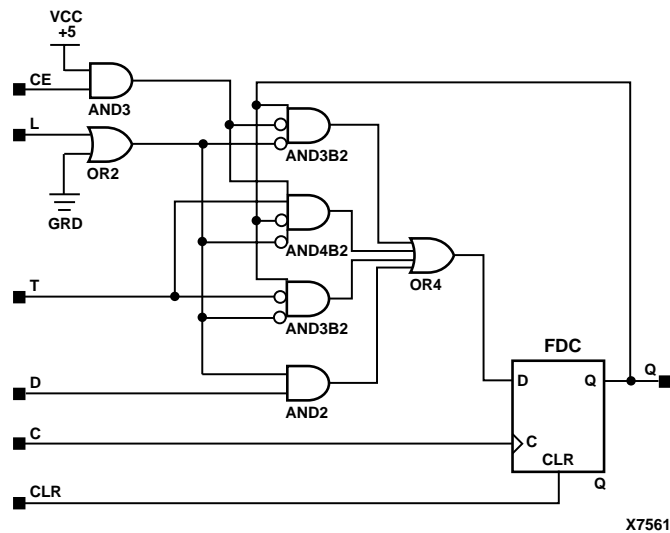 VCC
+5
CE
AND3
L
OR2
AND3B2
GRD
AND4B2
OR4
T
AND3B2
FDC
D
AND2
D
Q
Q
C
C
CLR
CLR
Q
X7561